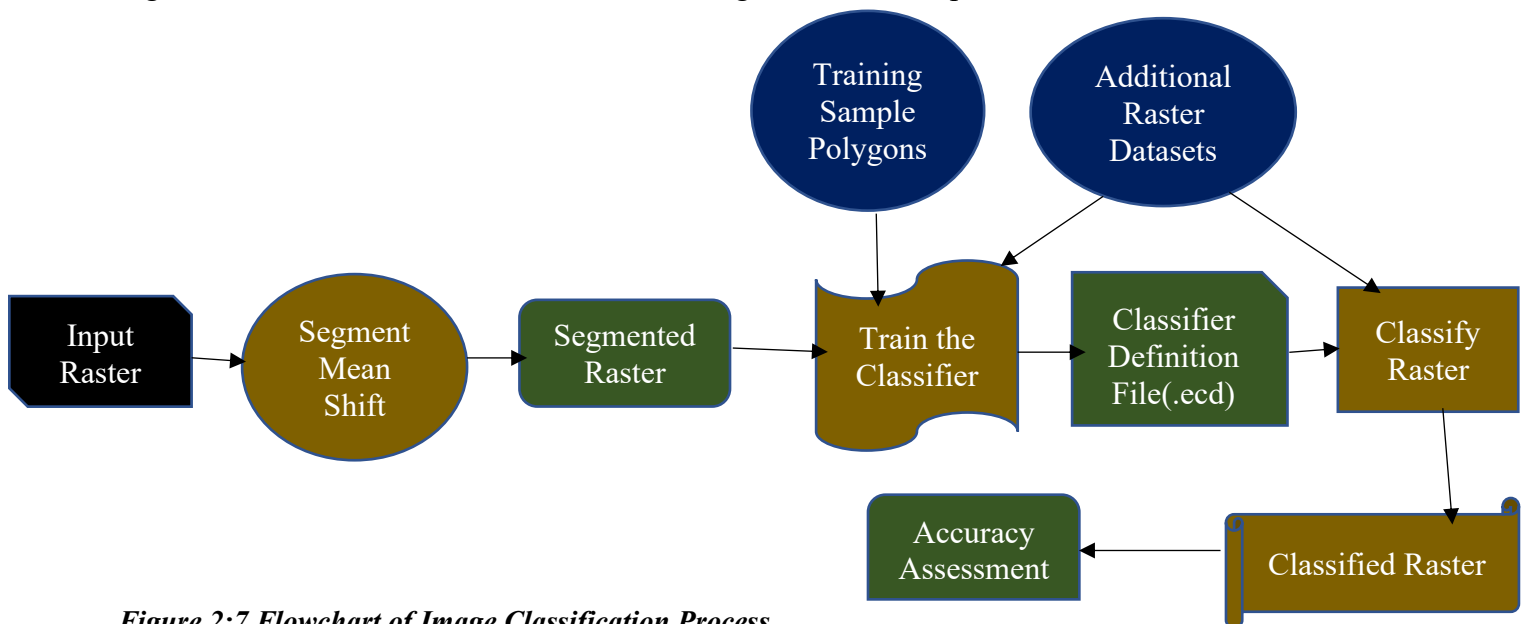 Training
Sample
Polygons
Additional
Raster
Datasets
Input
Raster
Segment
Mean
Shift
Segmented
Raster
Train the
Classifier
Classifier
Definition
File(.ecd)
Classify
Raster
Accuracy
Assessment
Classified Raster
Figure 2:7 Flowchart of Image Classification Process